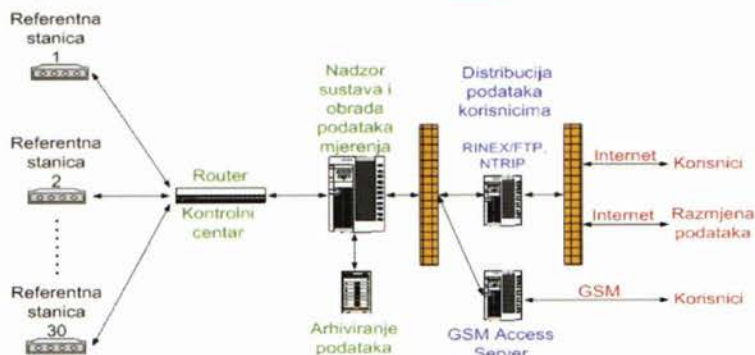 Referentna
stanica
1
Referentna
stanica
2
Referentna
stanica
30
Router
Kontrolni
centar
Nadzor
sustava i
obrada
podataka
mjerenja
Arhiviranje
podataka
Distribucija
podataka
korisnicima
RINEX/FTP,
NTRIP
GSM Access
Server
Internet
Korisnici
Internet
Razmjena
podataka
GSM
Korisnici